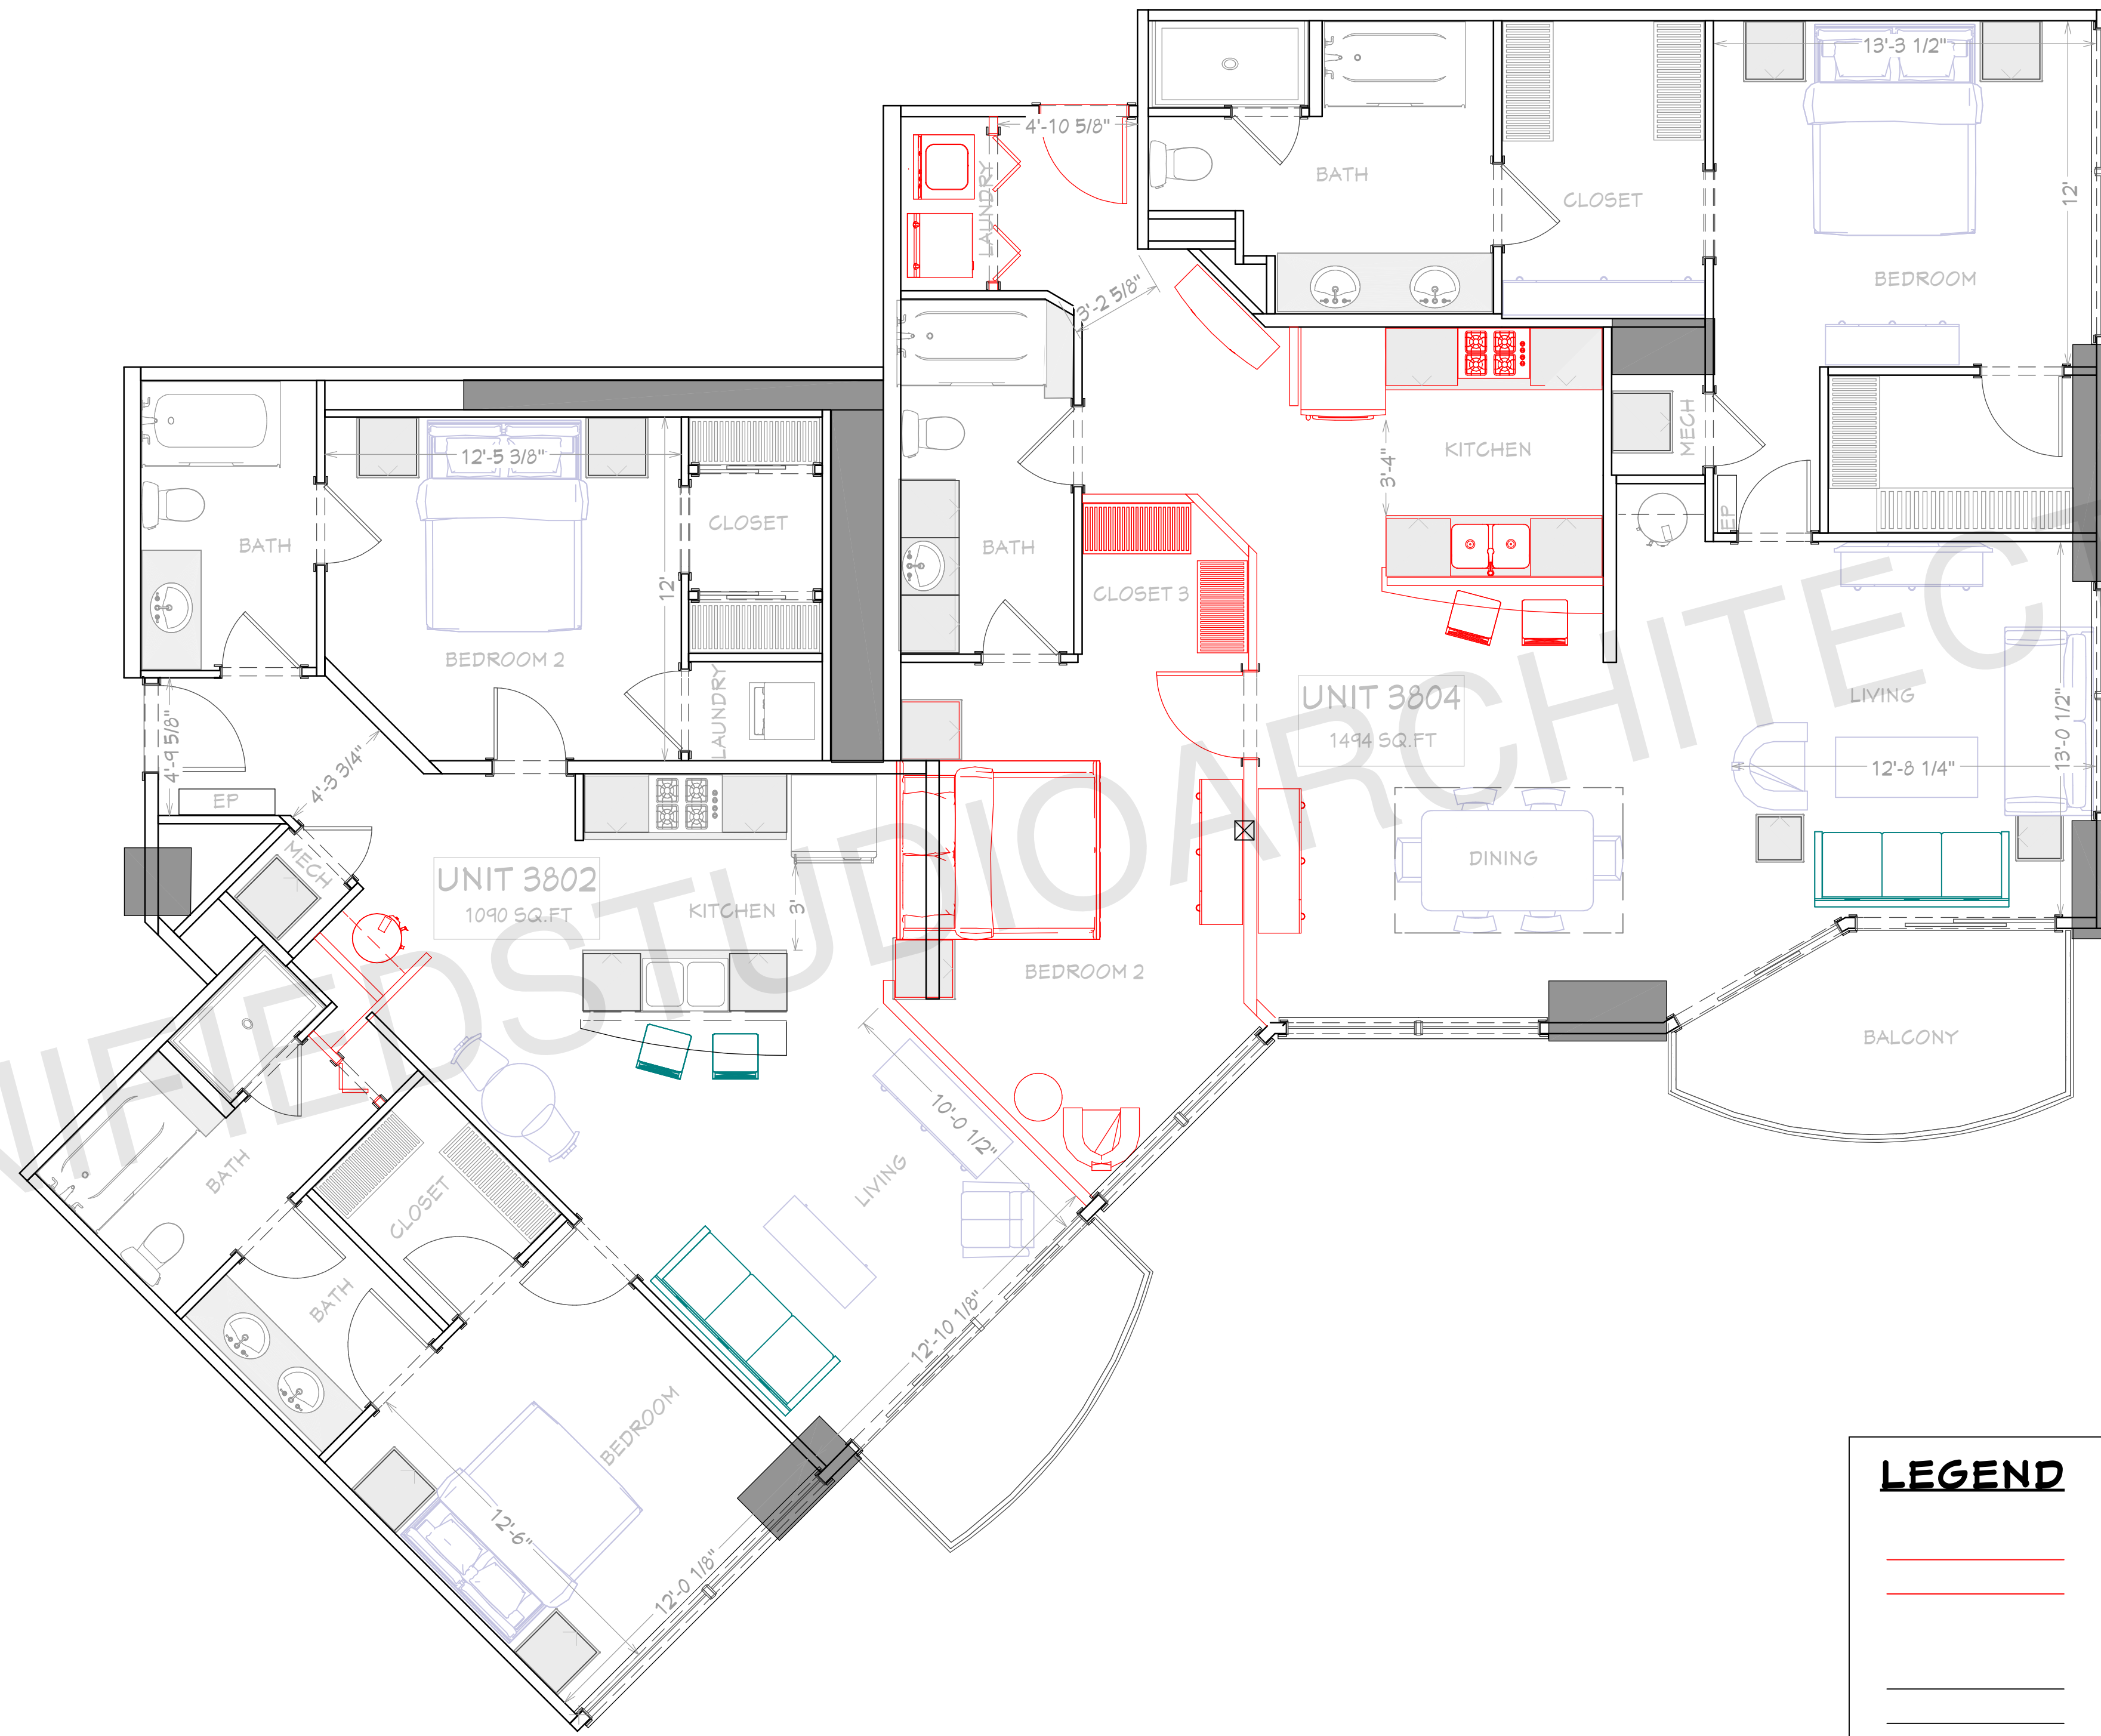 13'-3 1/2"
4'-10 5/8"
LAUNDRY
BATH
CLOSET
12'
BEDROOM
3'-2 5/8"
12'-5 3/8"
MECH
KITCHEN
3'-4"
EP
CLOSET
BATH
BATH
12'
CLOSET 3
BEDROOM 2
LAUNDRY
UNIT 3804
1494 SQ.FT
LIVING
13'-0 1/2"
12'-8 1/4"
4'-9 5/8"
4'-3 3/4"
EP
MECH
UNIT 3802
1090 SQ.FT
KITCHEN
3'
DINING
BEDROOM 2
BALCONY
10'-0 1/2"
LIVING
BATH
CLOSET
BATH
12'-10 1/8"
BEDROOM
12'-6"
12'-0 1/8"
LEGEND
NIFIEDSTUDIOARCHITECT